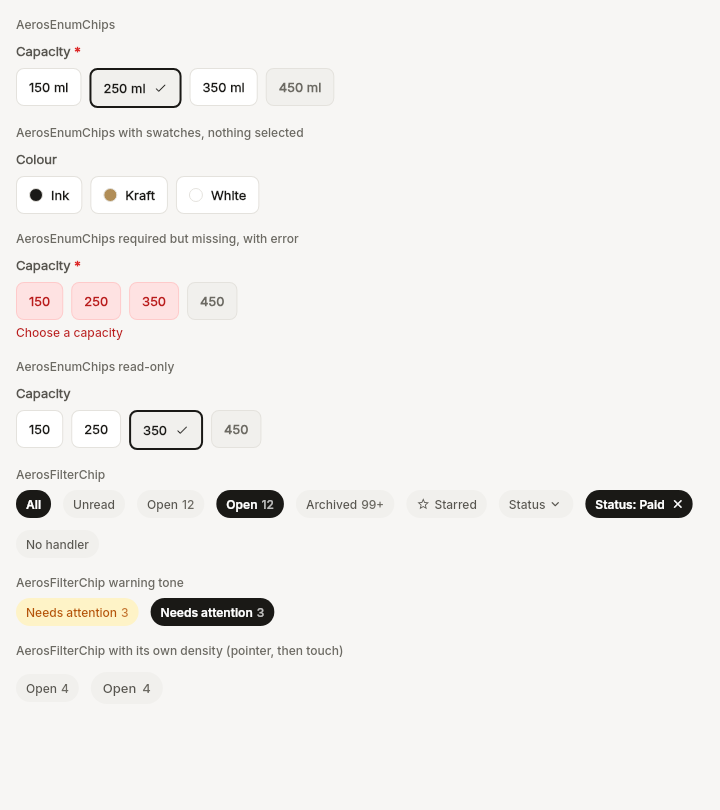 AerosEnumChips
Capacity *
150 ml 250 ml 350 ml 450 ml
AerosEnumChips with swatches, nothing selected
Colour
Ink Kraft White
AerosEnumChips required but missing, with error
Capacity *
150 250 350 450
Choose a capacity
AerosEnumChips read-only
Capacity
150 250 350 450
AerosFilterChip
All Unread Open 12 Open 12 Archived 99+ Starred Status Status: Paid
No handler
AerosFilterChip warning tone
Needs attention 3 Needs attention 3
AerosFilterChip with its own density (pointer, then touch)
Open 4 Open 4